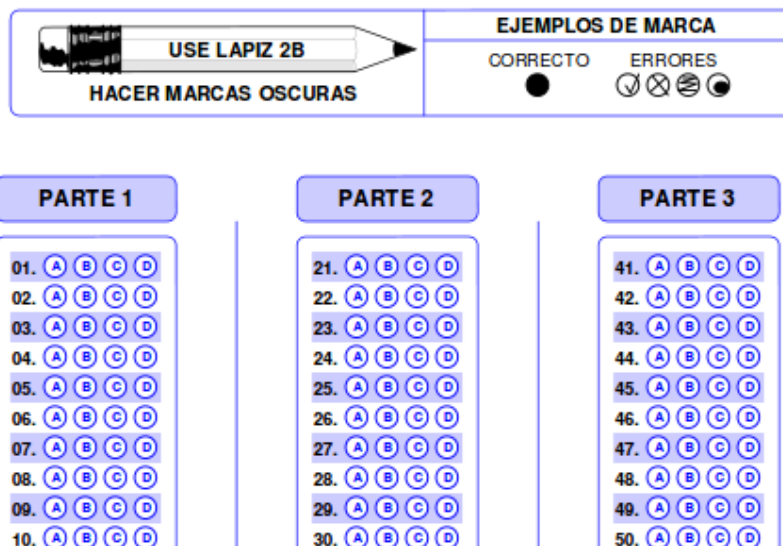 USE LAPIZ 2B
HACER MARCAS OSCURAS
EJEMPLOS DE MARCA
CORRECTO ERRORES
PARTE 1
01. A B C D
02. A B C D
03. A B C D
04. A B C D
05. A B C D
06. A B C D
07. A B C D
08. A B C D
09. A B C D
10. A B C D
PARTE 2
21. A B C D
22. A B C D
23. A B C D
24. A B C D
25. A B C D
26. A B C D
27. A B C D
28. A B C D
29. A B C D
30. A B C D
PARTE 3
41. A B C D
42. A B C D
43. A B C D
44. A B C D
45. A B C D
46. A B C D
47. A B C D
48. A B C D
49. A B C D
50. A B C D